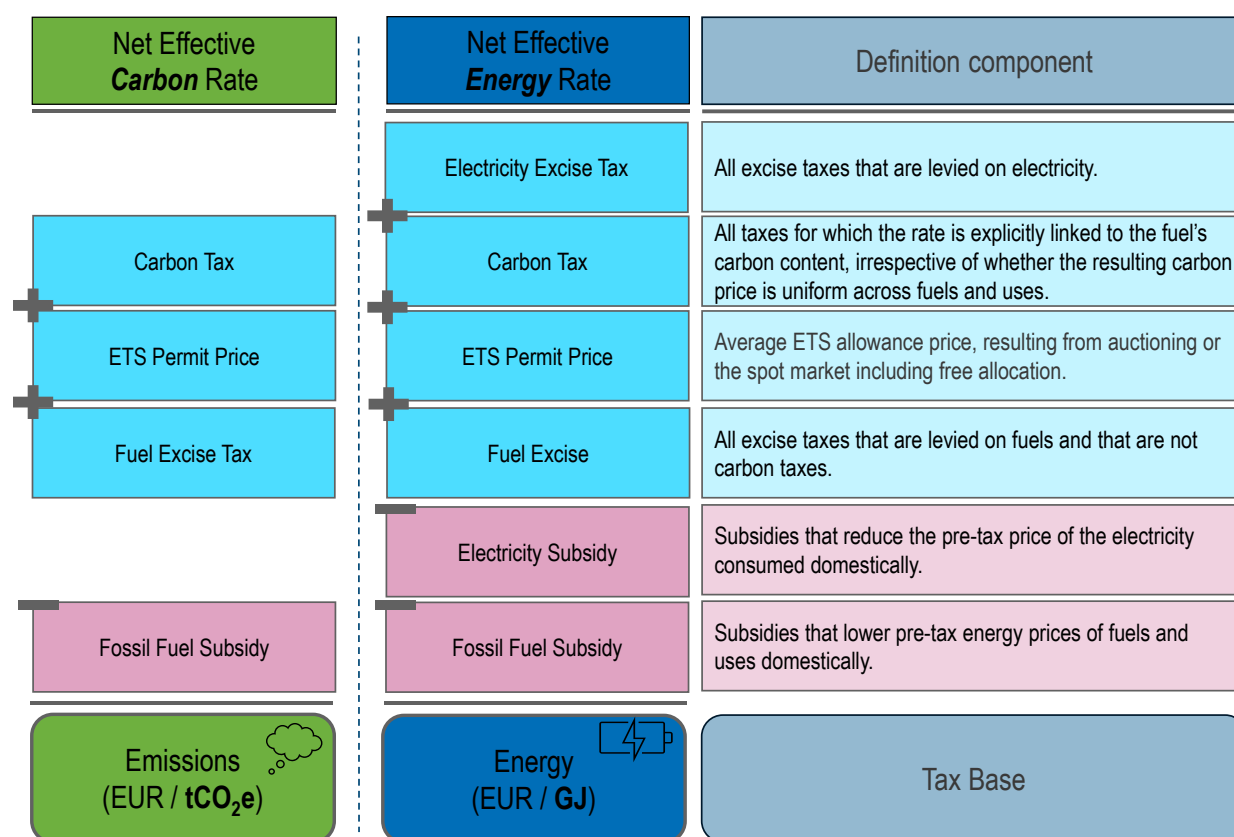 Net Effective
Carbon Rate
Net Effective
Energy Rate
Definition component
Electricity Excise Tax
All excise taxes that are levied on electricity.
Carbon Tax
Carbon Tax
All taxes for which the rate is explicitly linked to the fuel’s
carbon content, irrespective of whether the resulting carbon
price is uniform across fuels and uses.
ETS Permit Price
ETS Permit Price
Average ETS allowance price, resulting from auctioning or
the spot market including free allocation.
Fuel Excise Tax
Fuel Excise
All excise taxes that are levied on fuels and that are not
carbon taxes.
Electricity Subsidy
Subsidies that reduce the pre-tax price of the electricity
consumed domestically.
Fossil Fuel Subsidy
Fossil Fuel Subsidy
Subsidies that lower pre-tax energy prices of fuels and
uses domestically.
Emissions
(EUR / tCO₂e)
Energy
(EUR / GJ)
Tax Base